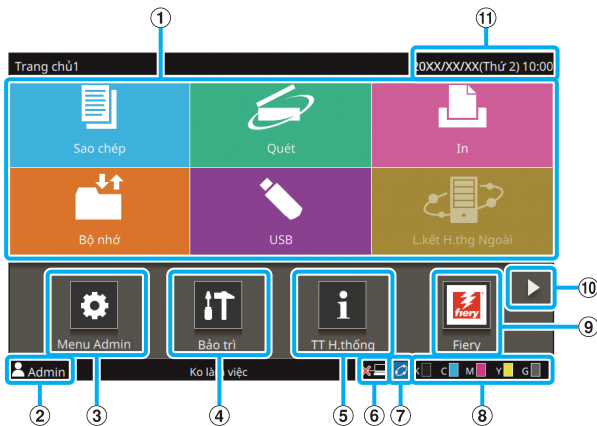 ① ⑪
Trang chủ1 20XX/XX/XX(Thứ 2) 10:00
Sao chép Quét In
Bộ nhớ USB L.kết H.thg Ngoài
⑩
fiery
⑨
Menu Admin Bảo trì TT H.thống Fiery
Admin Ko làm việc K C M Y G
② ③ ④ ⑤ ⑥ ⑦ ⑧